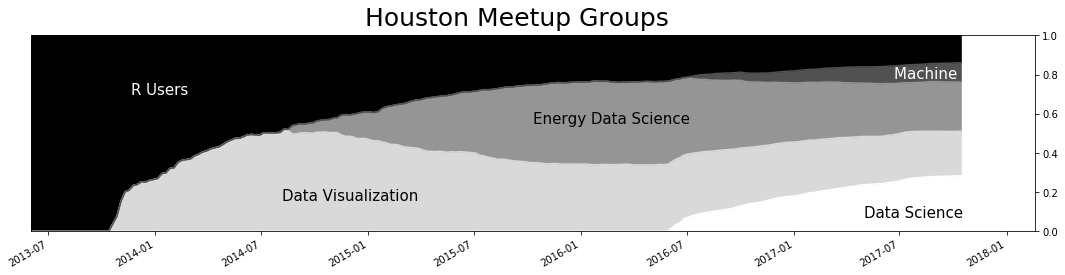 Houston Meetup Groups
R Users
Machine
Energy Data Science
Data Visualization
Data Science
1.0
0.8
0.6
0.4
0.2
0.0
2013-07
2014-01
2014-07
2015-01
2015-07
2016-01
2016-07
2017-01
2017-07
2018-01